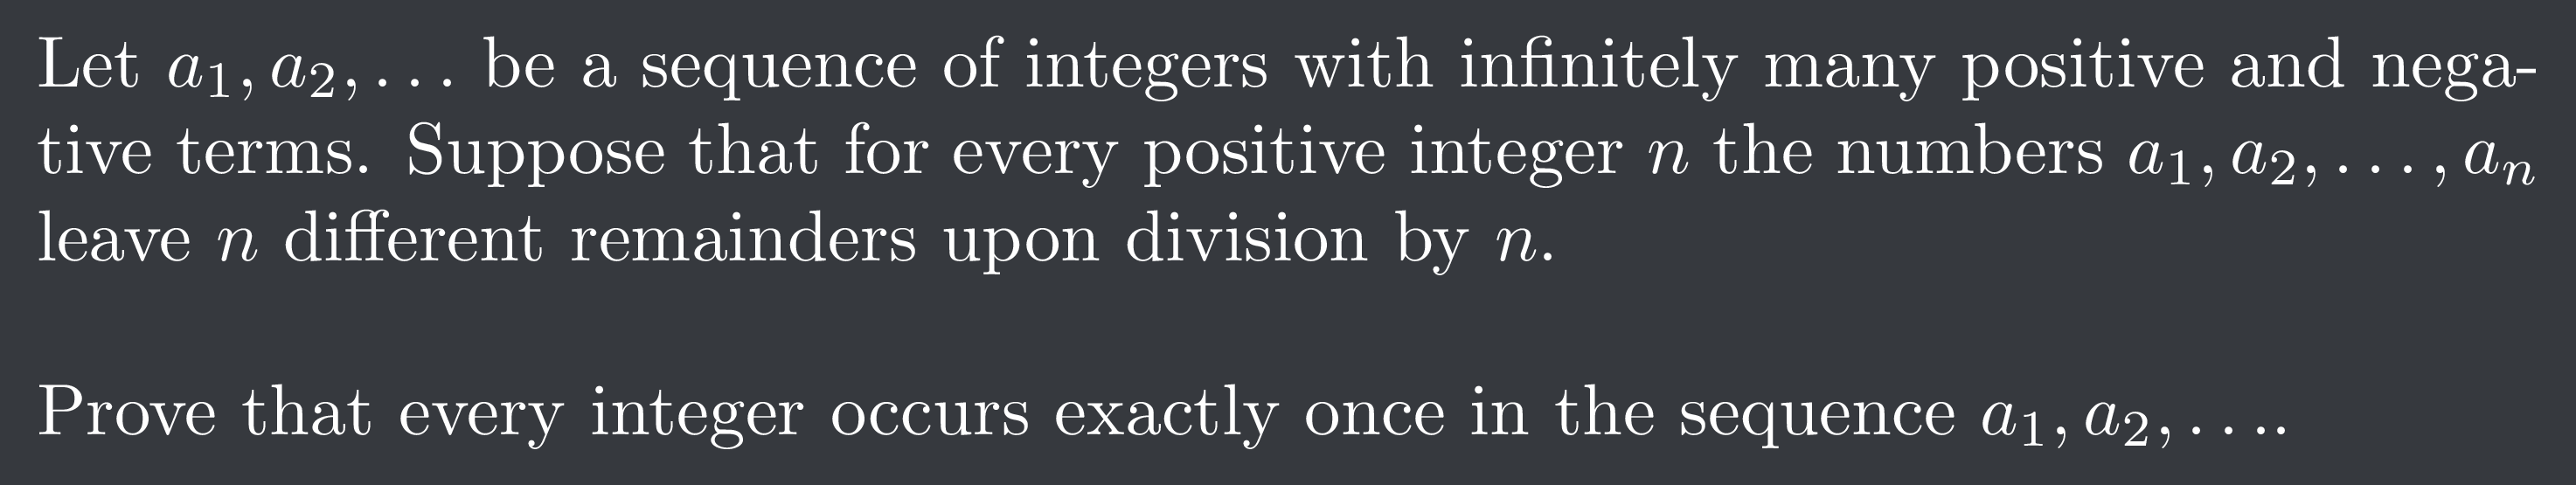 Let a₁, a₂, . . . be a sequence of integers with infinitely many positive and nega-
tive terms. Suppose that for every positive integer n the numbers a₁, a₂, . . . , aₙ
leave n different remainders upon division by n.
Prove that every integer occurs exactly once in the sequence a₁, a₂, . . . .